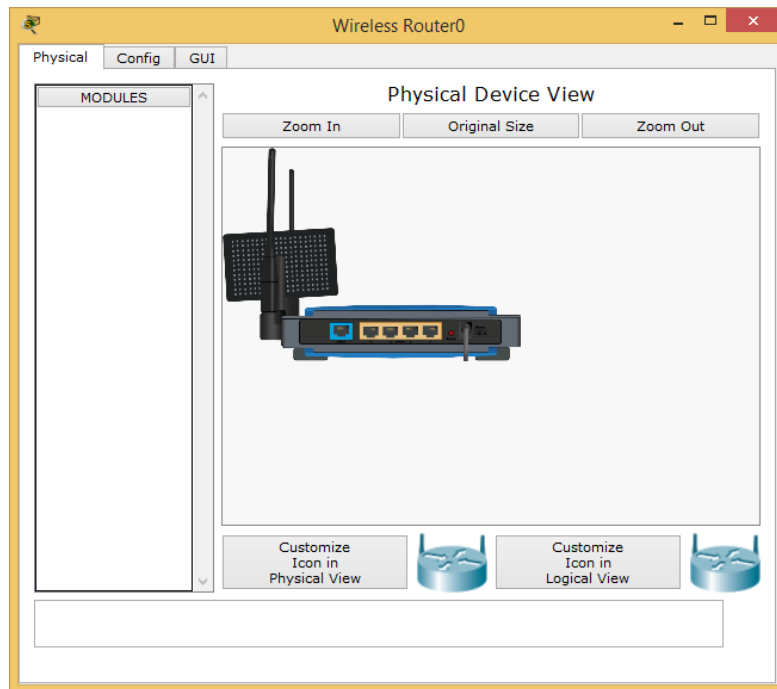 Wireless Router0
Physical Config GUI
MODULES
Physical Device View
Zoom In Original Size Zoom Out
Customize
Icon in
Physical View
Customize
Icon in
Logical View